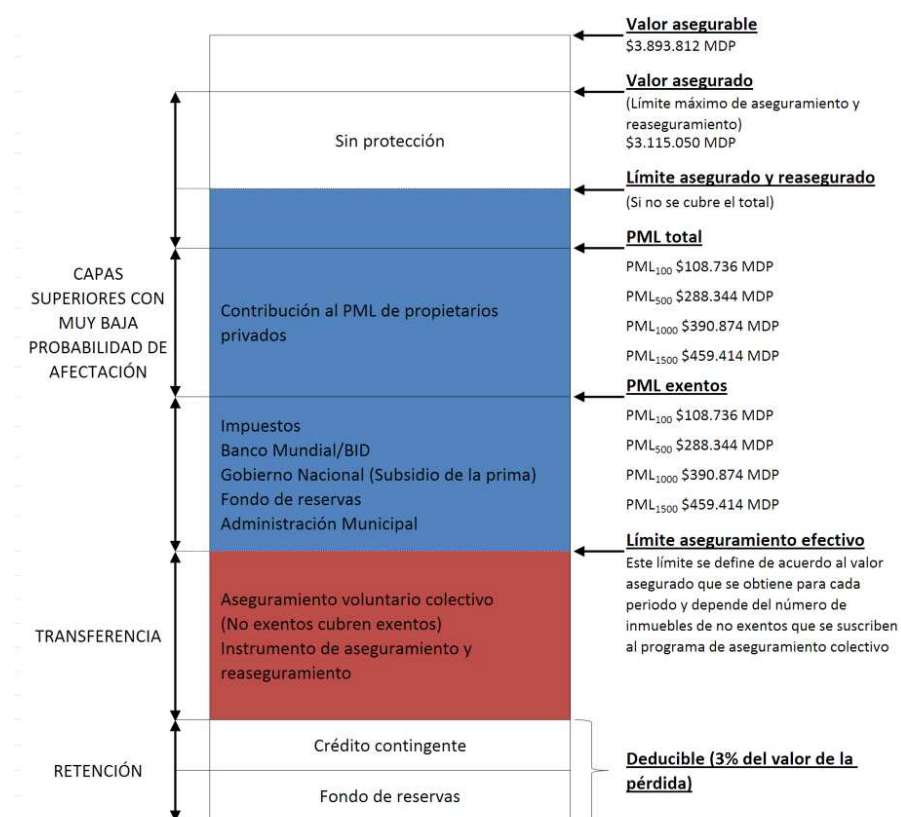 Valor asegurable
$3.893.812 MDP
Valor asegurado
(Límite máximo de aseguramiento y
reaseguramiento)
$3.115.050 MDP
Sin protección
Límite asegurado y reasegurado
(Si no se cubre el total)
PML total
PML₁₀₀ $108.736 MDP
PML₅₀₀ $288.344 MDP
PML₁₀₀₀ $390.874 MDP
PML₁₅₀₀ $459.414 MDP
CAPAS
SUPERIORES CON
MUY BAJA
PROBABILIDAD DE
AFECTACIÓN
Contribución al PML de propietarios
privados
PML exentos
PML₁₀₀ $108.736 MDP
PML₅₀₀ $288.344 MDP
PML₁₀₀₀ $390.874 MDP
PML₁₅₀₀ $459.414 MDP
Impuestos
Banco Mundial/BID
Gobierno Nacional (Subsidio de la prima)
Fondo de reservas
Administración Municipal
Límite aseguramiento efectivo
Este límite se define de acuerdo al valor
asegurado que se obtiene para cada
periodo y depende del número de
inmuebles de no exentos que se suscriben
al programa de aseguramiento colectivo
TRANSFERENCIA
Aseguramiento voluntario colectivo
(No exentos cubren exentos)
Instrumento de aseguramiento y
reaseguramiento
RETENCIÓN
Crédito contingente
Fondo de reservas
Deducible (3% del valor de la
pérdida)